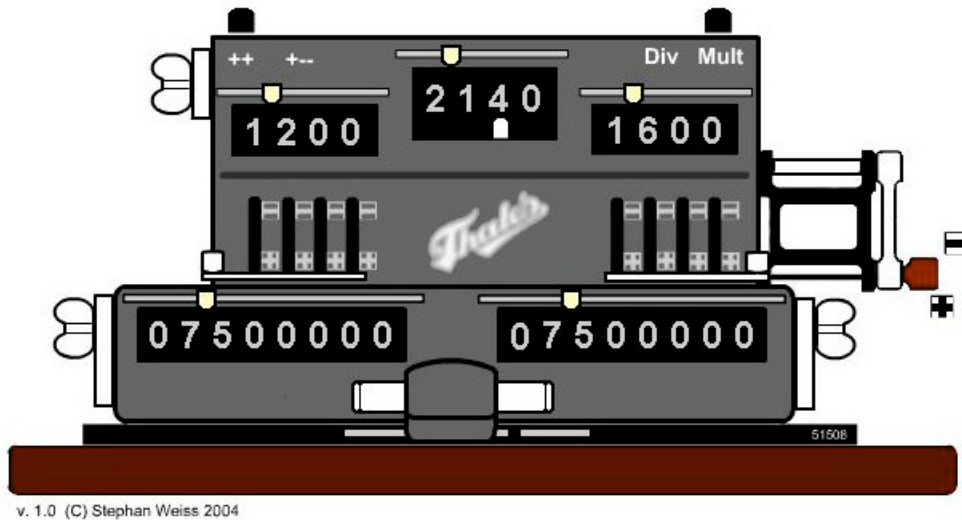 ++ +-- Div Mult
2140
1200 1600
Thales
07500000 07500000
51508
v. 1.0 (C) Stephan Weiss 2004